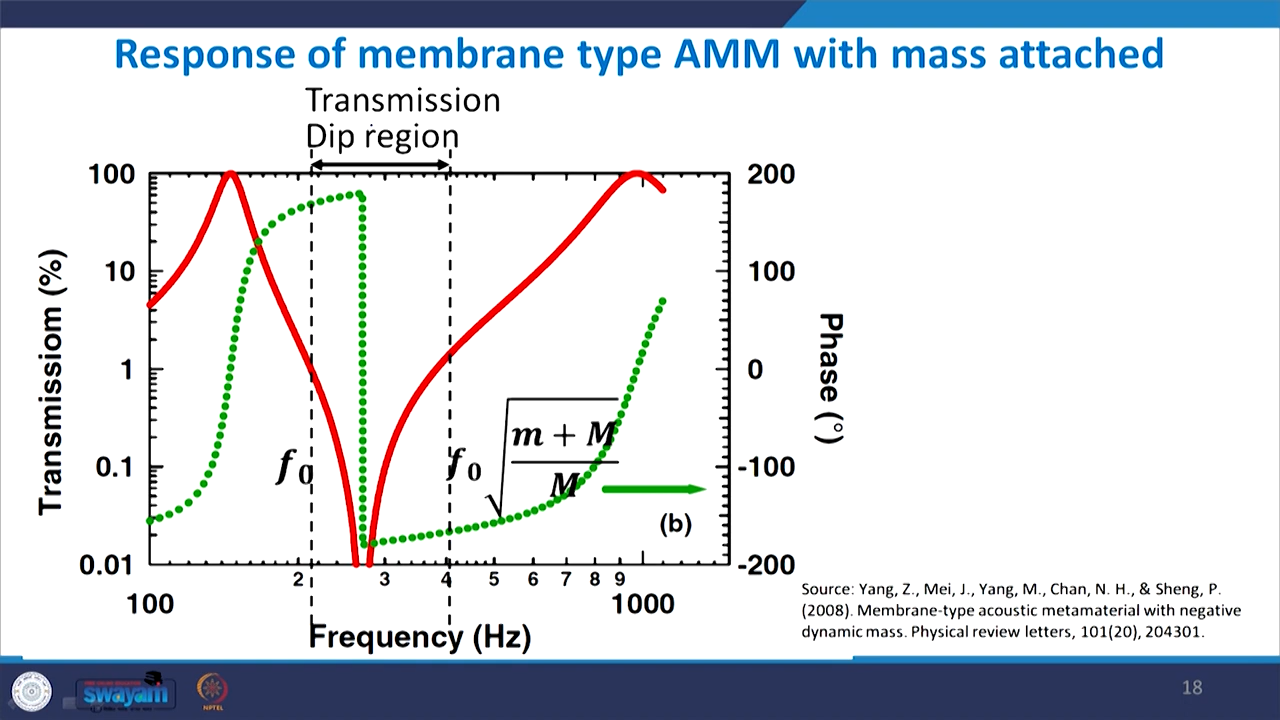 Response of membrane type AMM with mass attached
Transmission
Dip region
100
10
1
0.1
0.01
Transmissiom (%)
200
100
0
-100
-200
Phase (°)
f0
f0 √((m + M)/M)
(b)
2 3 4 5 6 7 8 9
100 1000
Frequency (Hz)
Source: Yang, Z., Mei, J., Yang, M., Chan, N. H., & Sheng, P.
(2008). Membrane-type acoustic metamaterial with negative
dynamic mass. Physical review letters, 101(20), 204301.
swayam
NPTEL
18